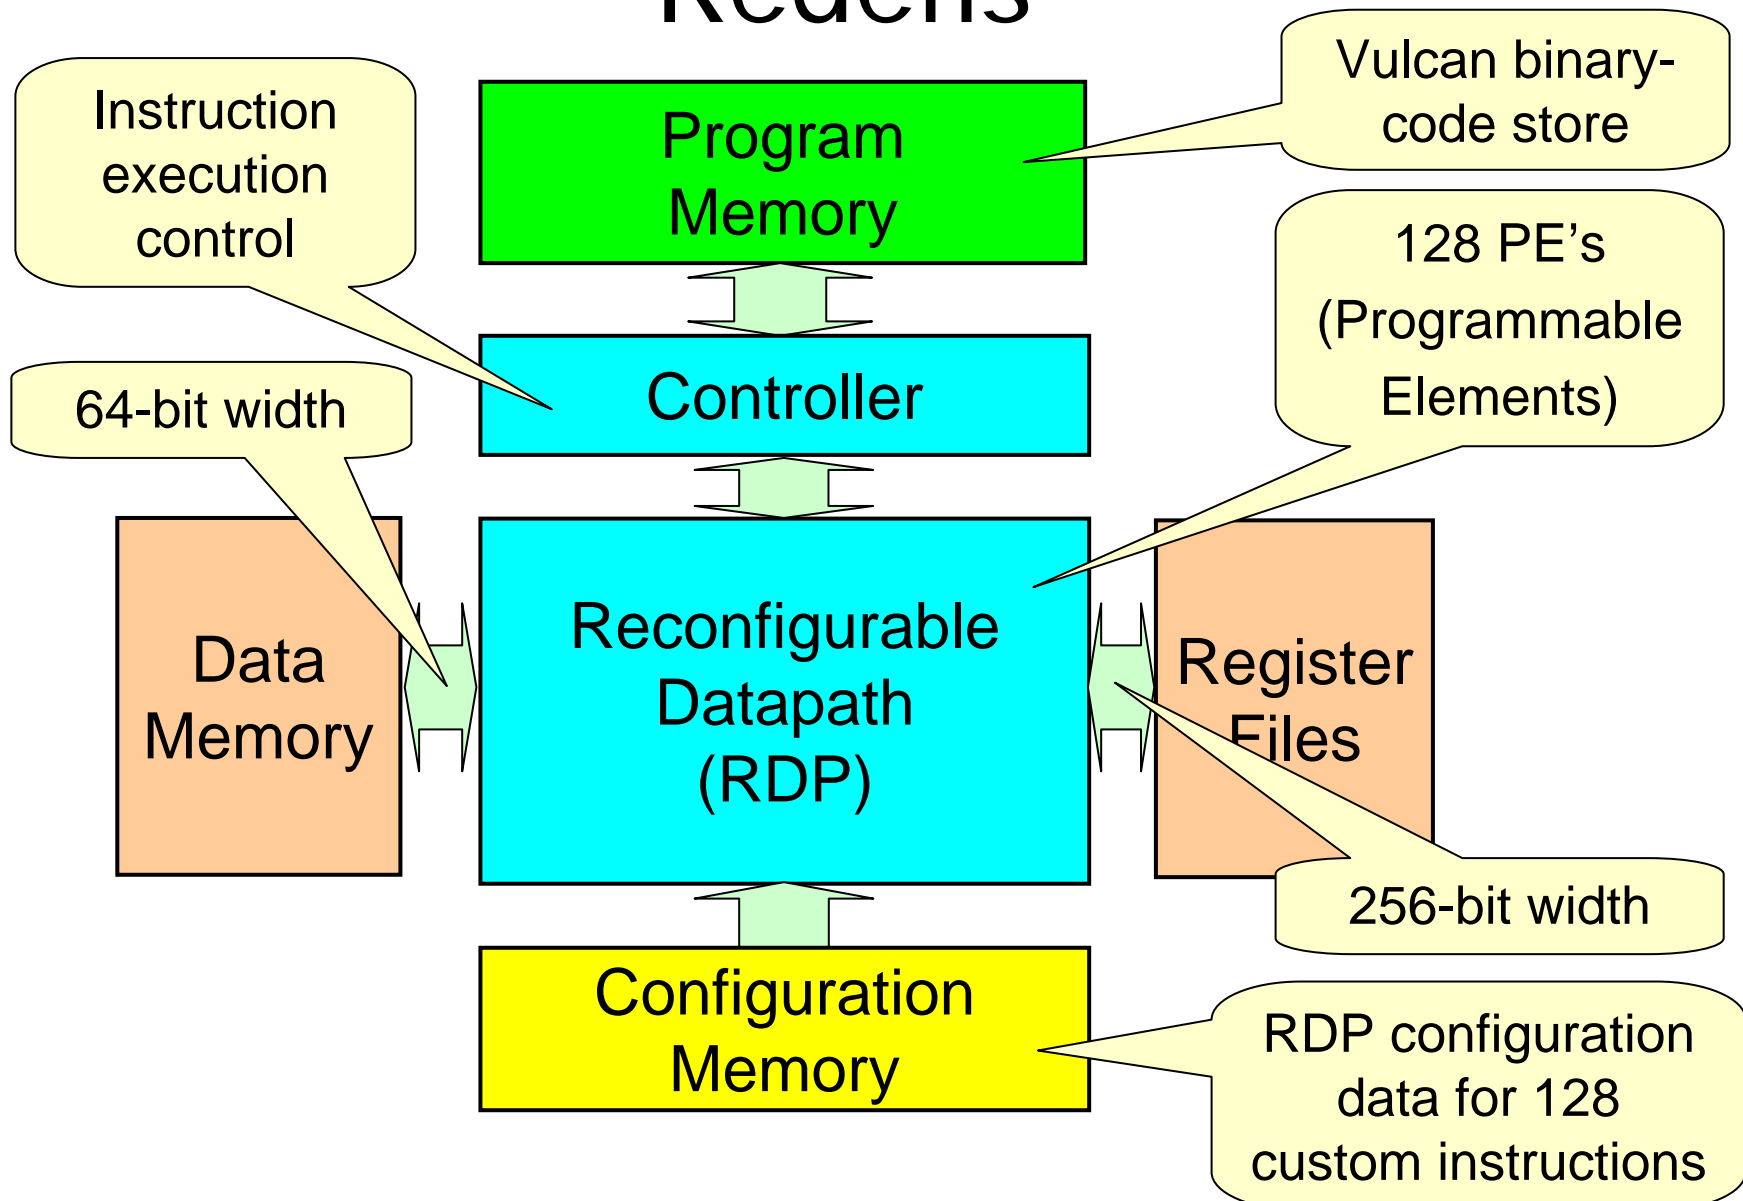 Instruction
execution
control
Program
Memory
Vulcan binary-
code store
128 PE’s
(Programmable
Elements)
64-bit width
Controller
Data
Memory
Reconfigurable
Datapath
(RDP)
Register
Files
256-bit width
Configuration
Memory
RDP configuration
data for 128
custom instructions